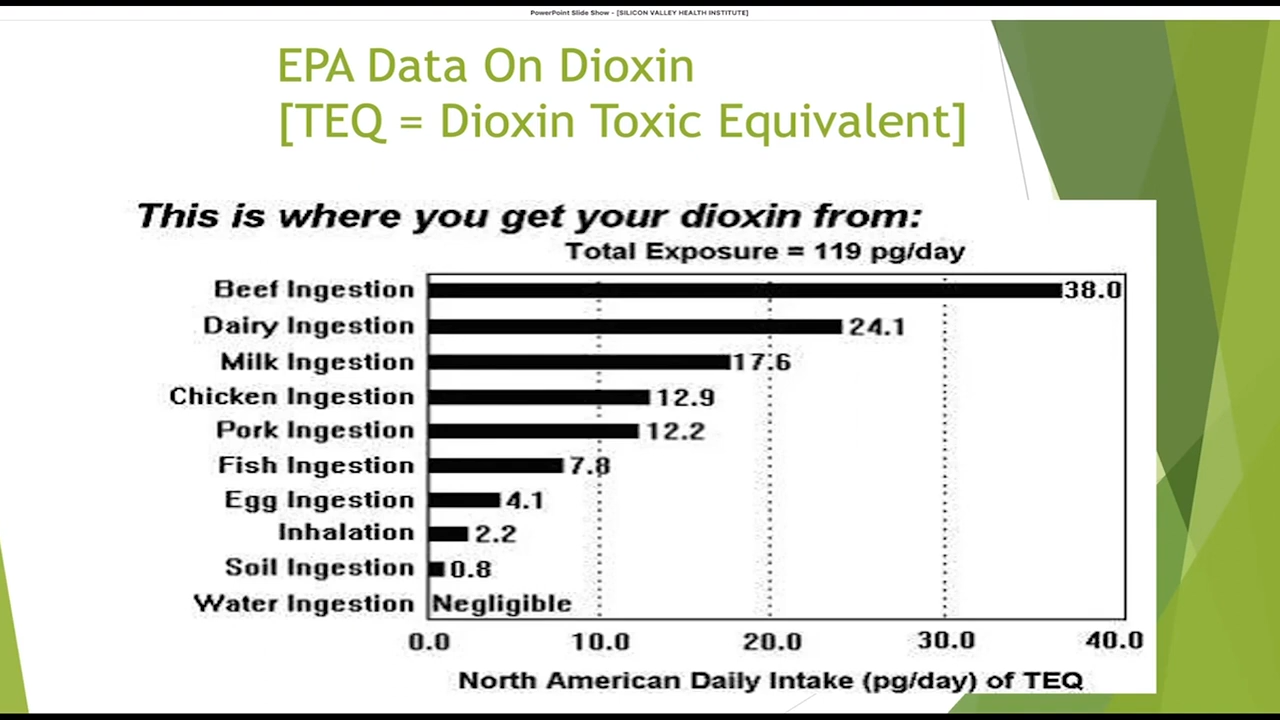 PowerPoint Slide Show - [SILICON VALLEY HEALTH INSTITUTE]
EPA Data On Dioxin
[TEQ = Dioxin Toxic Equivalent]
This is where you get your dioxin from:
Total Exposure = 119 pg/day
Beef Ingestion 38.0
Dairy Ingestion 24.1
Milk Ingestion 17.6
Chicken Ingestion 12.9
Pork Ingestion 12.2
Fish Ingestion 7.8
Egg Ingestion 4.1
Inhalation 2.2
Soil Ingestion 0.8
Water Ingestion Negligible
0.0 10.0 20.0 30.0 40.0
North American Daily Intake (pg/day) of TEQ